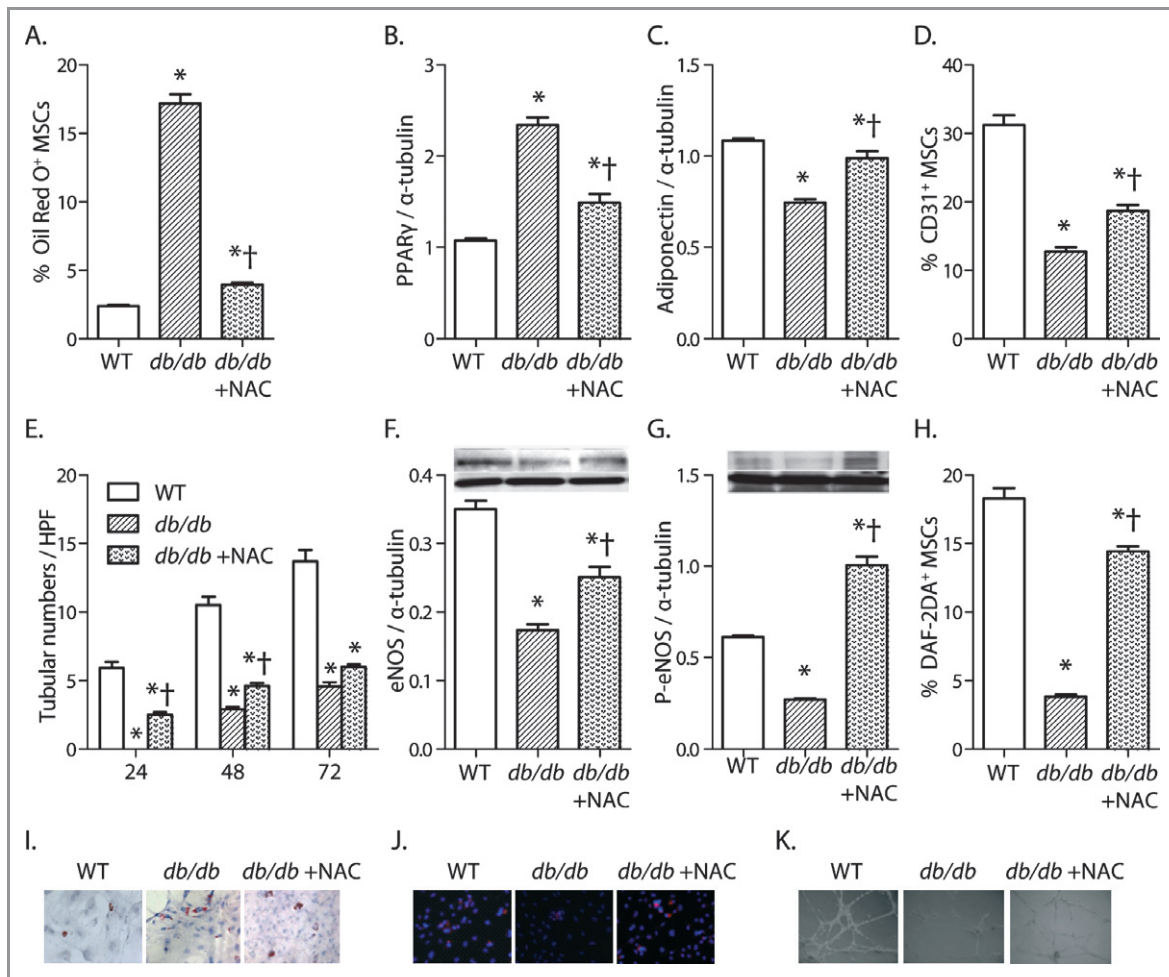 A.
% Oil Red O⁺ MSCs
20
15
10
5
0
*
*†
WT
db/db
db/db
+NAC
B.
PPARγ / α-tubulin
3
2
1
0
*
*†
WT
db/db
db/db
+NAC
C.
Adiponectin / α-tubulin
1.5
1.0
0.5
0.0
*
*†
WT
db/db
db/db
+NAC
D.
% CD31⁺ MSCs
40
30
20
10
0
*
*†
WT
db/db
db/db
+NAC
E.
Tubular numbers / HPF
20
15
10
5
0
WT
db/db
db/db +NAC
*
*†
*
*†
*
*
24
48
72
F.
eNOS / α-tubulin
0.4
0.3
0.2
0.1
0.0
*
*†
WT
db/db
db/db
+NAC
G.
P-eNOS / α-tubulin
1.5
1.0
0.5
0.0
*
*†
WT
db/db
db/db
+NAC
H.
% DAF-2DA⁺ MSCs
20
15
10
5
0
*
*†
WT
db/db
db/db
+NAC
I.
WT db/db db/db +NAC
J.
WT db/db db/db +NAC
K.
WT db/db db/db +NAC